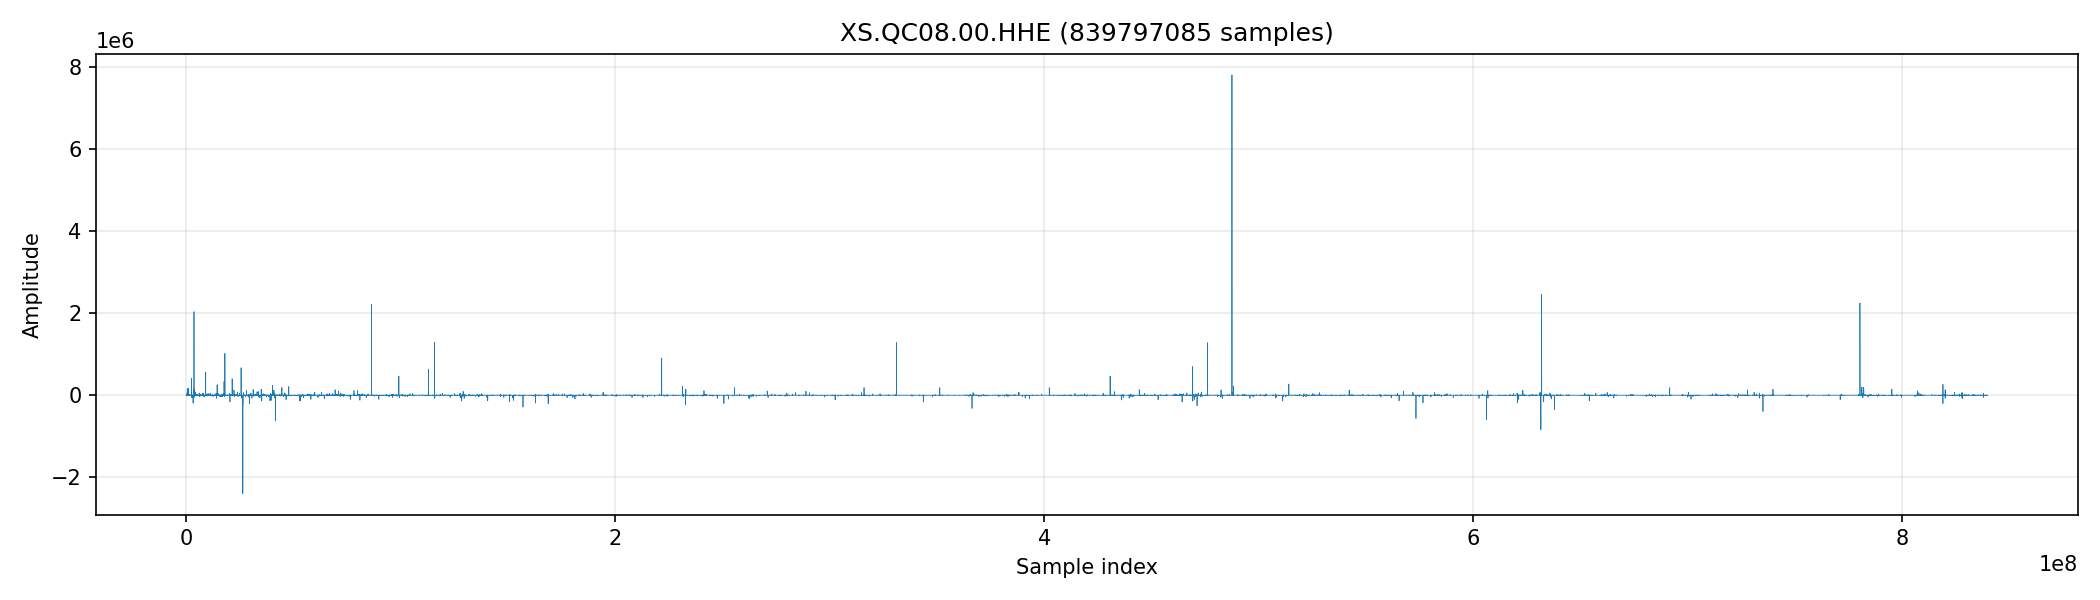 XS.QC08.00.HHE (839797085 samples)
1e6
8
6
4
2
0
−2
Amplitude
0 2 4 6 8
Sample index
1e8